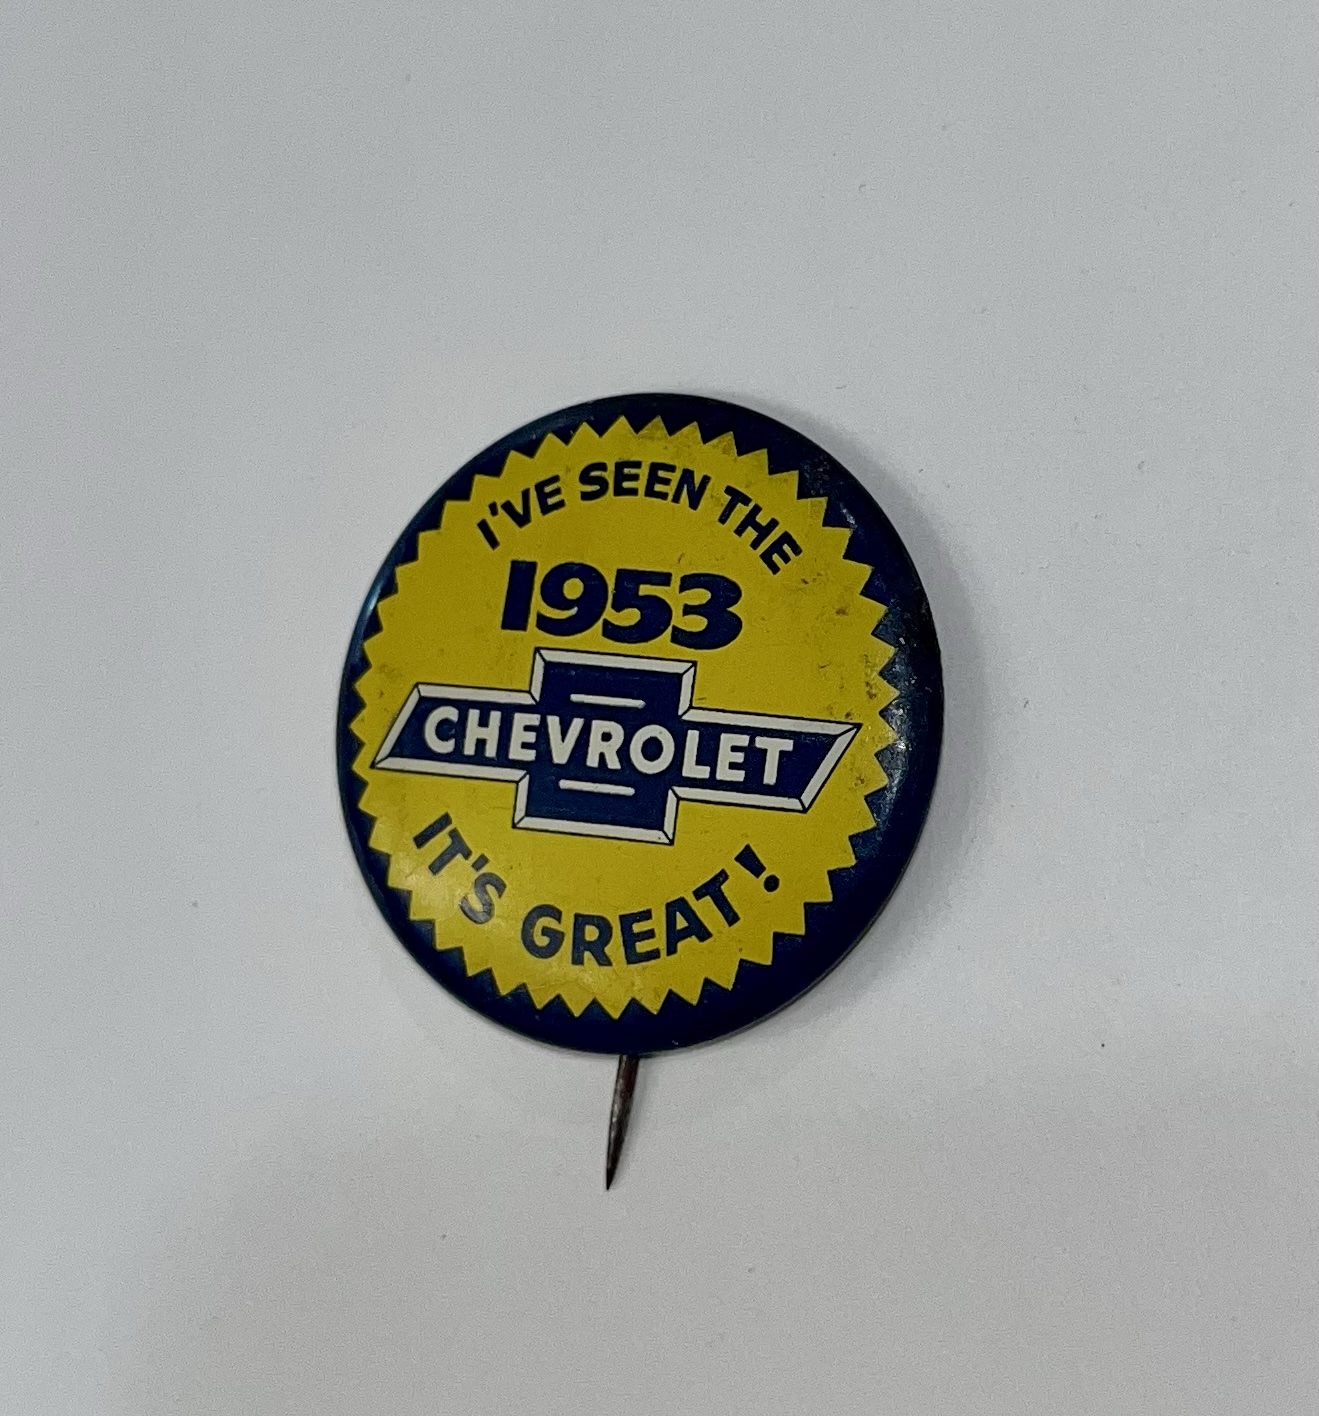 I'VE SEEN THE
1953
CHEVROLET
IT'S GREAT!